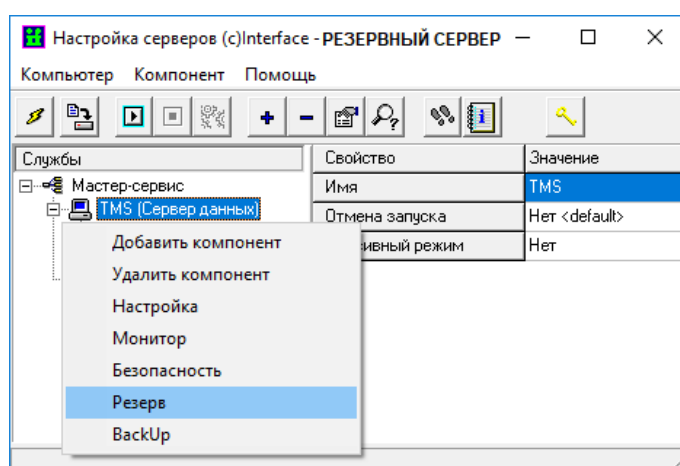 Настройка серверов (c)Interface - РЕЗЕРВНЫЙ СЕРВЕР
Компьютер Компонент Помощь
Службы Свойство Значение
Мастер-сервис Имя TMS
TMS (Сервер данных) Отмена запуска Нет <default>
Добавить компонент ивный режим Нет
Удалить компонент
Настройка
Монитор
Безопасность
Резерв
BackUp